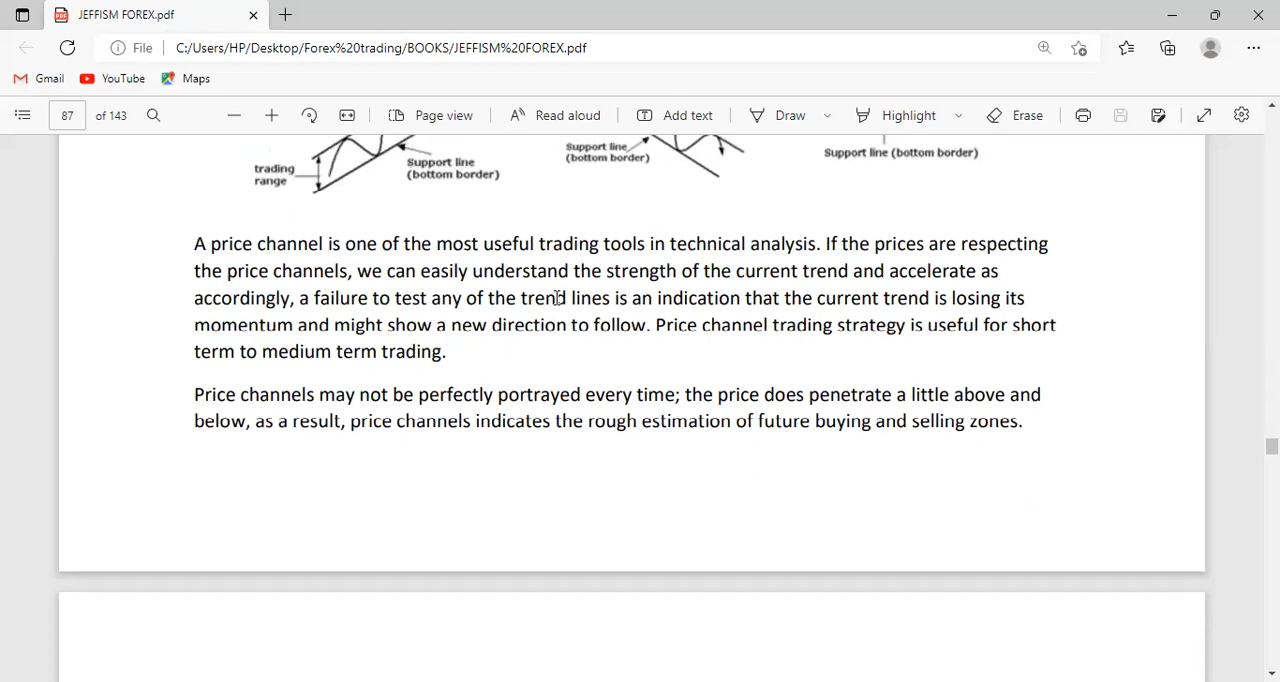 JEFFISM FOREX.pdf
File C:/Users/HP/Desktop/Forex%20trading/BOOKS/JEFFISM%20FOREX.pdf
Gmail YouTube Maps
87 of 143 Page view Read aloud Add text Draw Highlight Erase
trading
range
Support line
(bottom border)
Support line
(bottom border)
Support line (bottom border)
A price channel is one of the most useful trading tools in technical analysis. If the prices are respecting
the price channels, we can easily understand the strength of the current trend and accelerate as
accordingly, a failure to test any of the trend lines is an indication that the current trend is losing its
momentum and might show a new direction to follow. Price channel trading strategy is useful for short
term to medium term trading.
Price channels may not be perfectly portrayed every time; the price does penetrate a little above and
below, as a result, price channels indicates the rough estimation of future buying and selling zones.